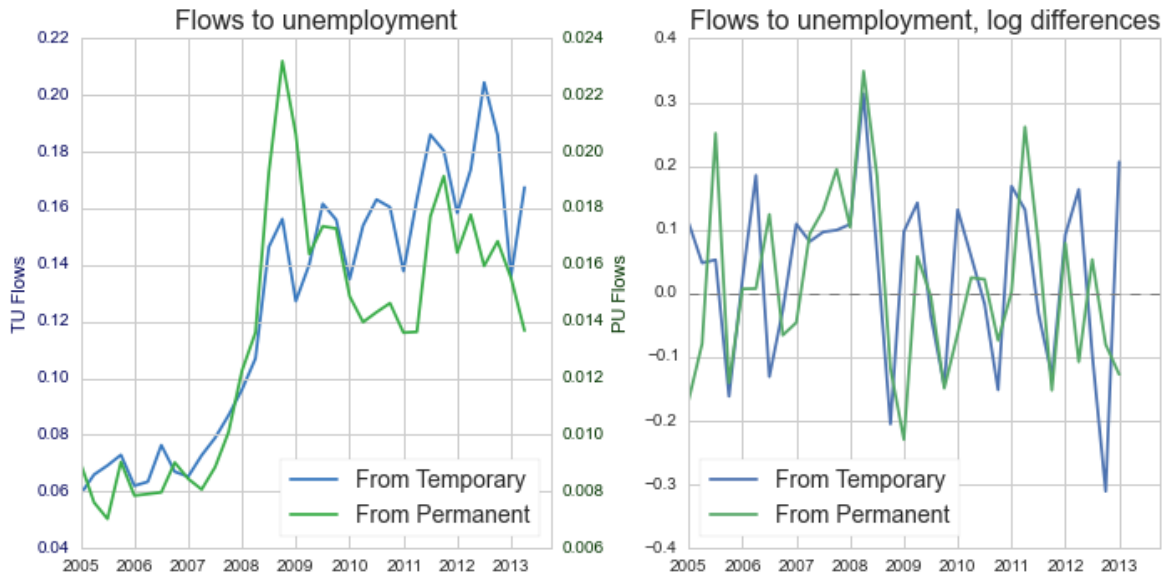 Flows to unemployment
0.22
0.20
0.18
0.16
0.14
0.12
0.10
0.08
0.06
0.04
TU Flows
0.024
0.022
0.020
0.018
0.016
0.014
0.012
0.010
0.008
0.006
PU Flows
From Temporary
From Permanent
2005 2006 2007 2008 2009 2010 2011 2012 2013
Flows to unemployment, log differences
0.4
0.3
0.2
0.1
0.0
−0.1
−0.2
−0.3
−0.4
From Temporary
From Permanent
2005 2006 2007 2008 2009 2010 2011 2012 2013